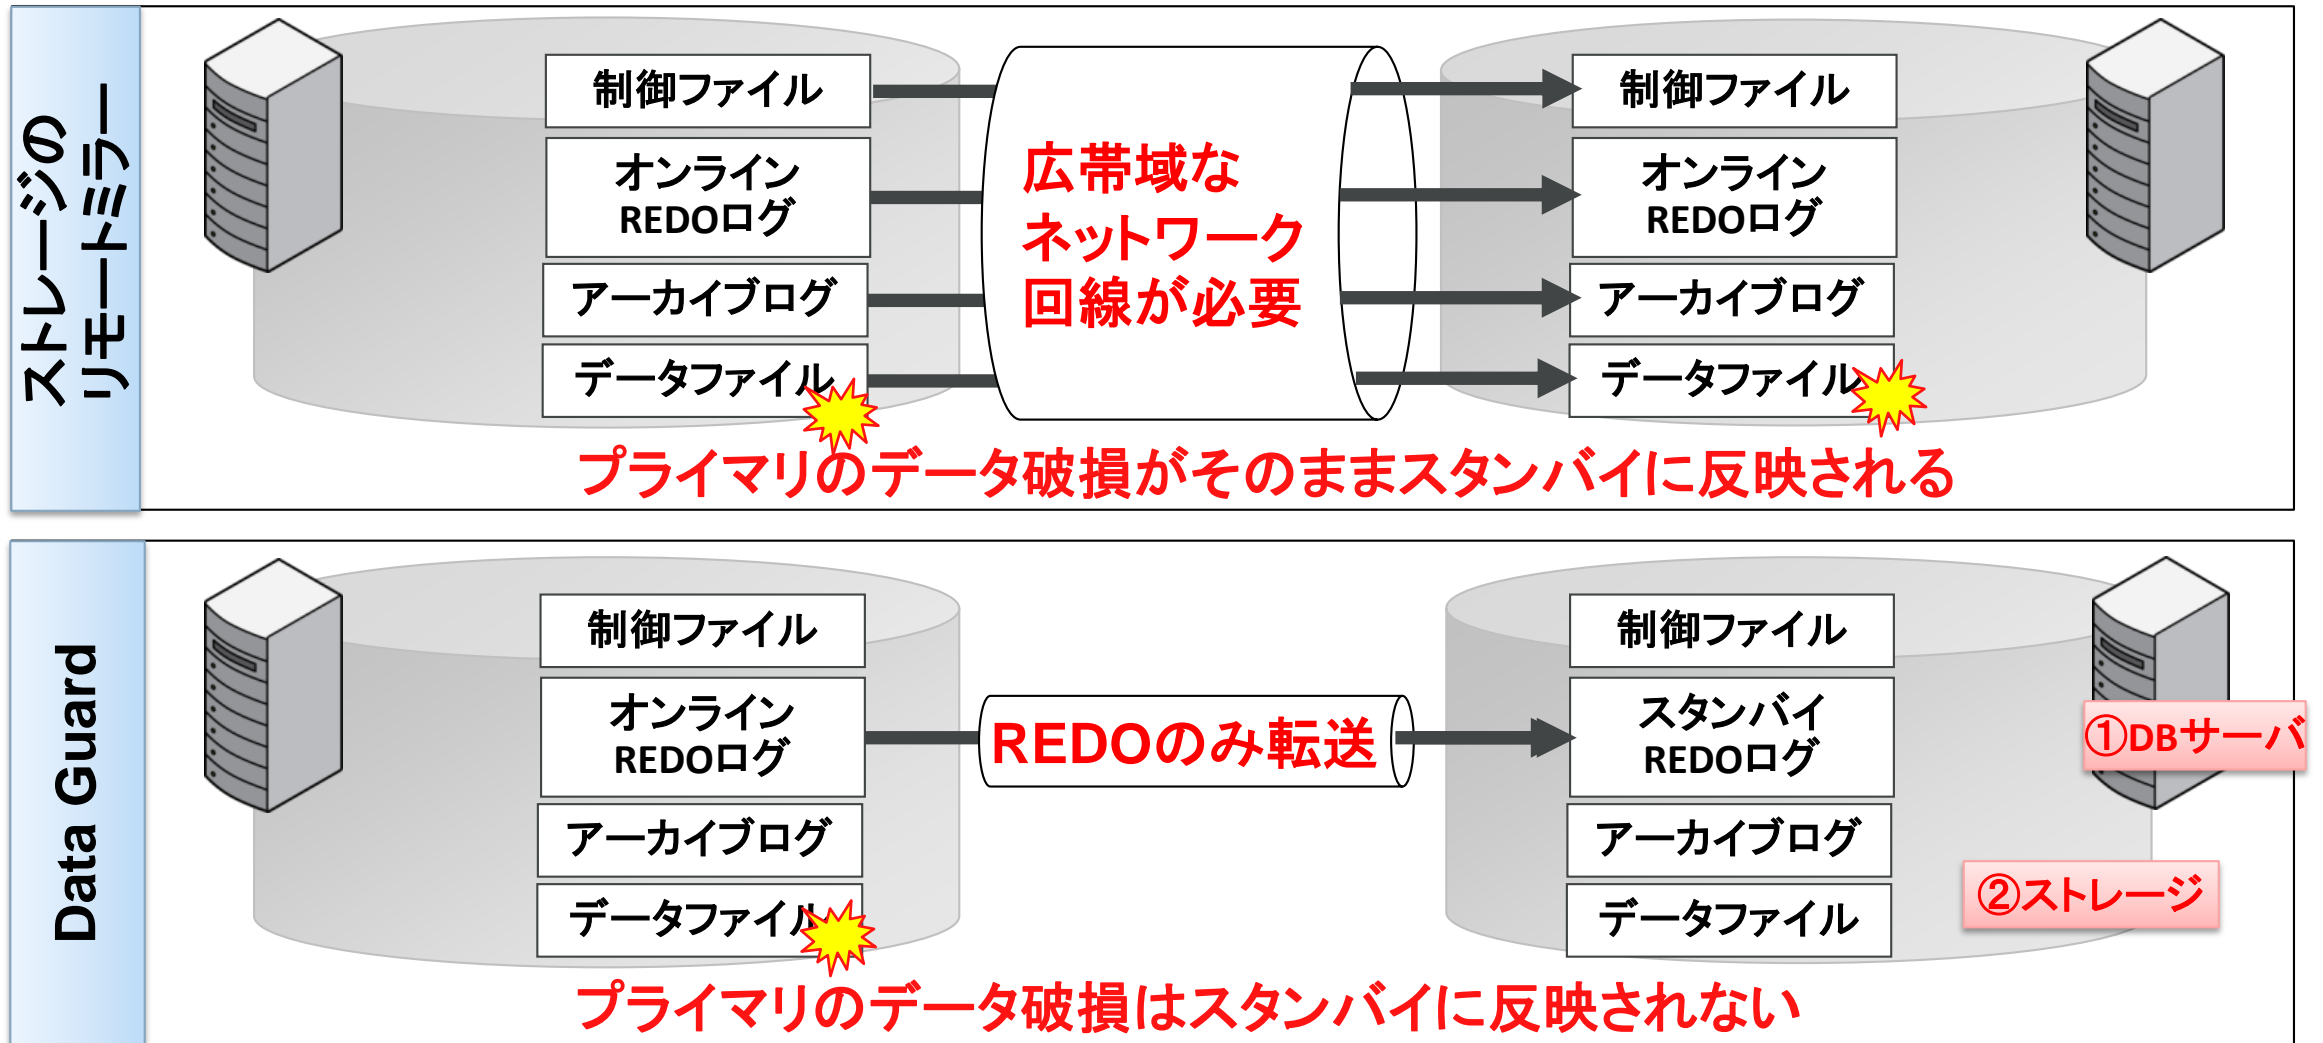 ストレージの
リモートミラー
制御ファイル
オンライン
REDOログ
アーカイブログ
データファイル
広帯域な
ネットワーク
回線が必要
制御ファイル
オンライン
REDOログ
アーカイブログ
データファイル
プライマリのデータ破損がそのままスタンバイに反映される
Data Guard
制御ファイル
オンライン
REDOログ
アーカイブログ
データファイル
REDOのみ転送
制御ファイル
スタンバイ
REDOログ
アーカイブログ
データファイル
①DBサーバ
②ストレージ
プライマリのデータ破損はスタンバイに反映されない